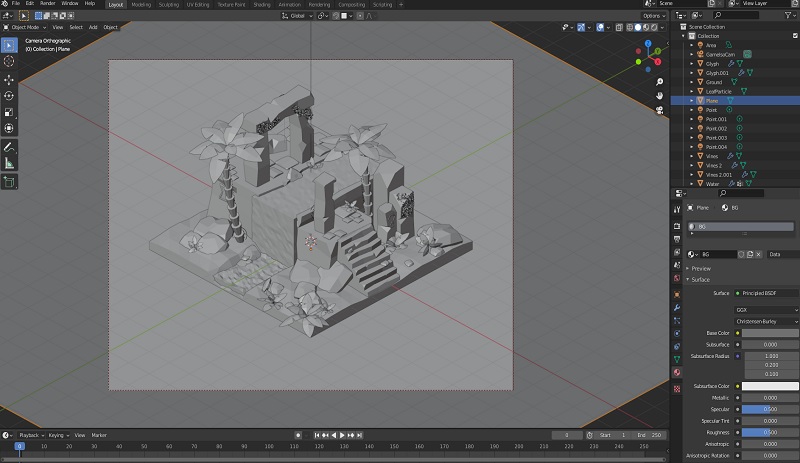 File Edit Render Window Help Layout Modeling Sculpting UV Editing Texture Paint Shading Animation Rendering Compositing Scripting + Scene View Layer
Global Options
Object Mode View Select Add Object
Camera Orthographic
(0) Collection | Plane
Scene Collection
Collection
Area
GameIsoCam
Glyph
Glyph.001
Ground
LeafParticle
Plane
Point
Point.001
Point.002
Point.003
Point.004
Vines
Vines 2
Vines 2.001
Water
Plane BG
BG
BG Data
Preview
Surface
Surface Principled BSDF
GGX
Christensen-Burley
Base Color
Subsurface 0.000
Subsurface Radius 1.000
0.200
0.100
Subsurface Color
Metallic 0.000
Specular 0.500
Specular Tint 0.000
Roughness 0.500
Anisotropic 0.000
Anisotropic Rotation 0.000
Playback Keying View Marker 0 Start 1 End 250
0 10 20 30 40 50 60 70 80 90 100 110 120 130 140 150 160 170 180 190 200 210 220 230 240 250